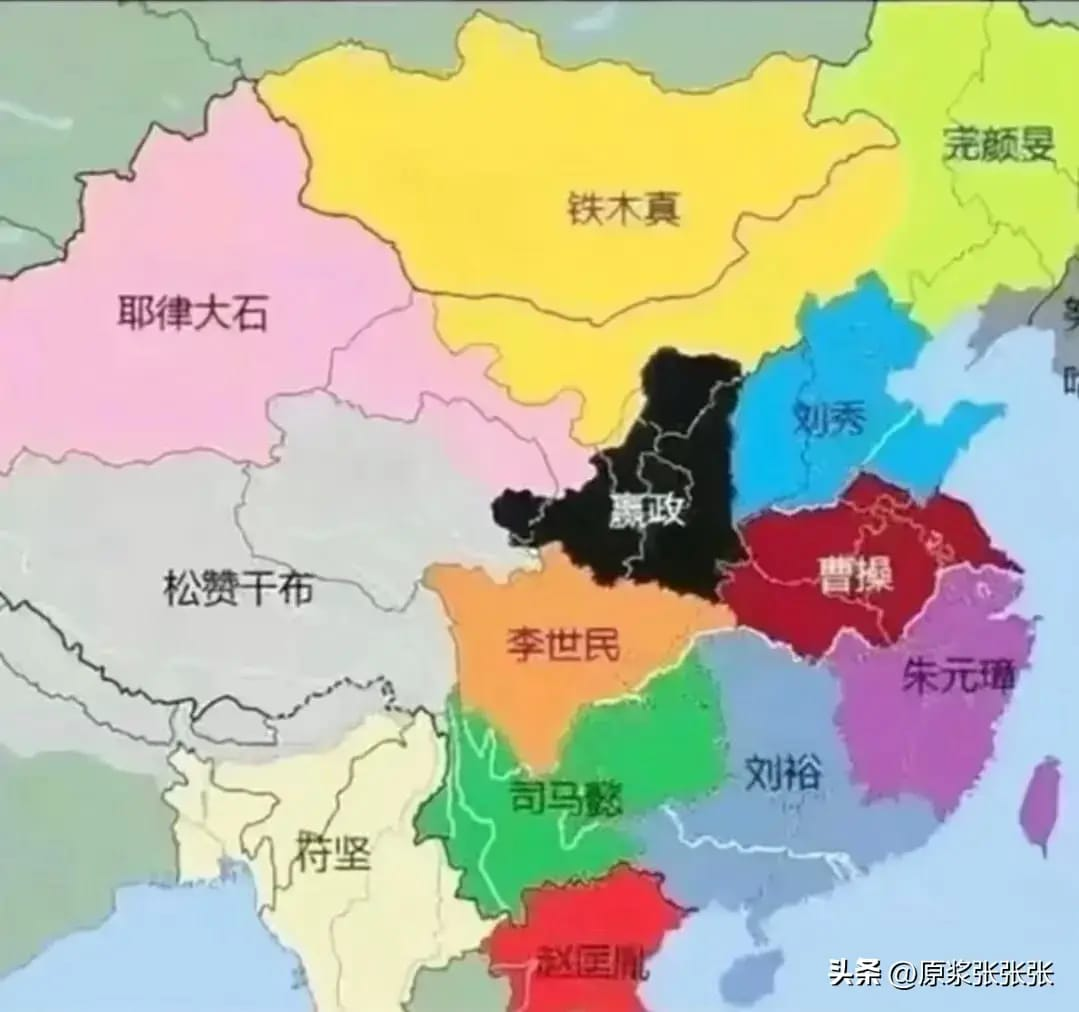 完颜旻
铁木真
耶律大石
刘秀
嬴政
曹操
松赞干布
李世民
朱元璋
刘裕
司马懿
苻坚
赵匡胤
头条 @原浆张张张